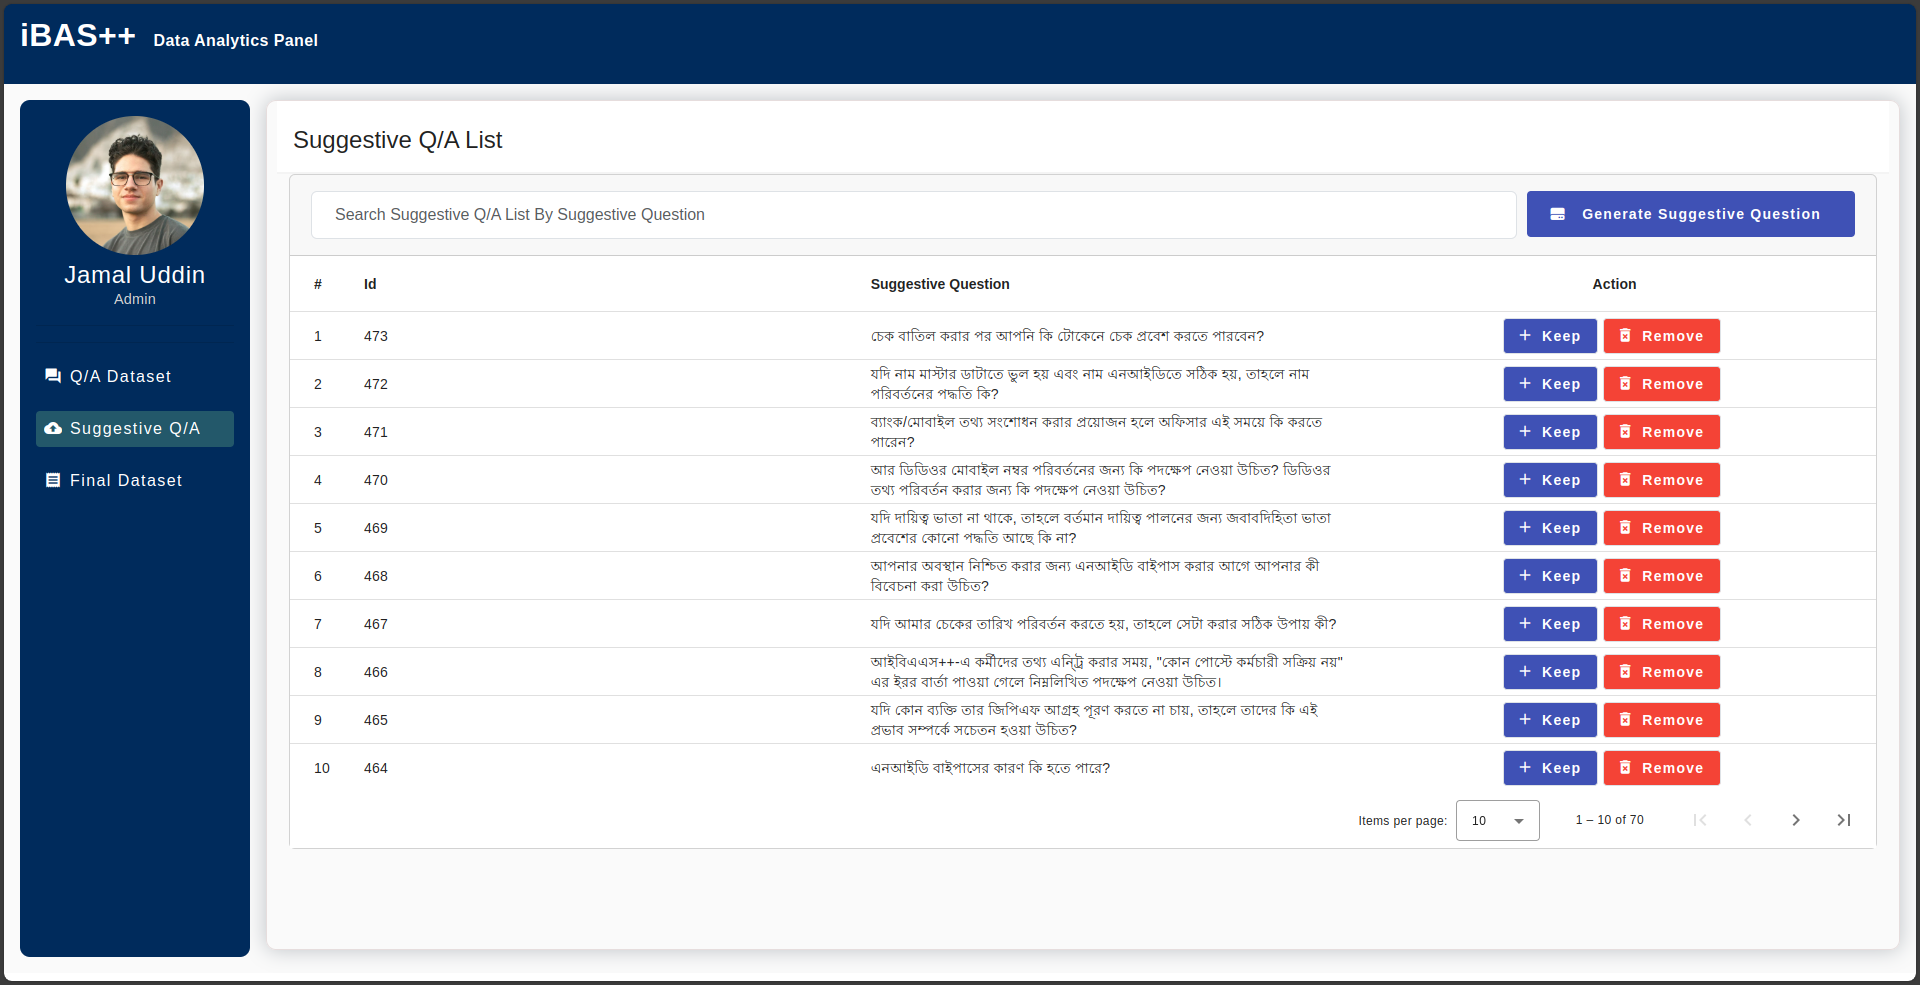 iBAS++ Data Analytics Panel
Jamal Uddin
Admin
Q/A Dataset
Suggestive Q/A
Final Dataset
Suggestive Q/A List
Search Suggestive Q/A List By Suggestive Question
Generate Suggestive Question
# Id Suggestive Question Action
1 473 চেক বাতিল করার পর আপনি কি টোকেনে চেক প্রবেশ করতে পারবেন? Keep Remove
2 472 যদি নাম মাস্টার ডাটাতে ভুল হয় এবং নাম এনআইডিতে সঠিক হয়, তাহলে নাম
পরিবর্তনের পদ্ধতি কি? Keep Remove
3 471 ব্যাংক/মোবাইল তথ্য সংশোধন করার প্রয়োজন হলে অফিসার এই সময়ে কি করতে
পারেন? Keep Remove
4 470 আর ডিডিওর মোবাইল নম্বর পরিবর্তনের জন্য কি পদক্ষেপ নেওয়া উচিত? ডিডিওর
তথ্য পরিবর্তন করার জন্য কি পদক্ষেপ নেওয়া উচিত? Keep Remove
5 469 যদি দায়িত্ব ভাতা না থাকে, তাহলে বর্তমান দায়িত্ব পালনের জন্য জবাবদিহিতা ভাতা
প্রবেশের কোনো পদ্ধতি আছে কি না? Keep Remove
6 468 আপনার অবস্থান নিশ্চিত করার জন্য এনআইডি বাইপাস করার আগে আপনার কী
বিবেচনা করা উচিত? Keep Remove
7 467 যদি আমার চেকের তারিখ পরিবর্তন করতে হয়, তাহলে সেটা করার সঠিক উপায় কী? Keep Remove
8 466 আইবিএএস++-এ কর্মীদের তথ্য এন্ট্রি করার সময়, "কোন পোস্টে কর্মচারী সক্রিয় নয়"
এর ইরর বার্তা পাওয়া গেলে নিম্নলিখিত পদক্ষেপ নেওয়া উচিত। Keep Remove
9 465 যদি কোন ব্যক্তি তার জিপিএফ আগ্রহ পূরণ করতে না চায়, তাহলে তাদের কি এই
প্রভাব সম্পর্কে সচেতন হওয়া উচিত? Keep Remove
10 464 এনআইডি বাইপাসের কারণ কি হতে পারে? Keep Remove
Items per page: 10 1 – 10 of 70